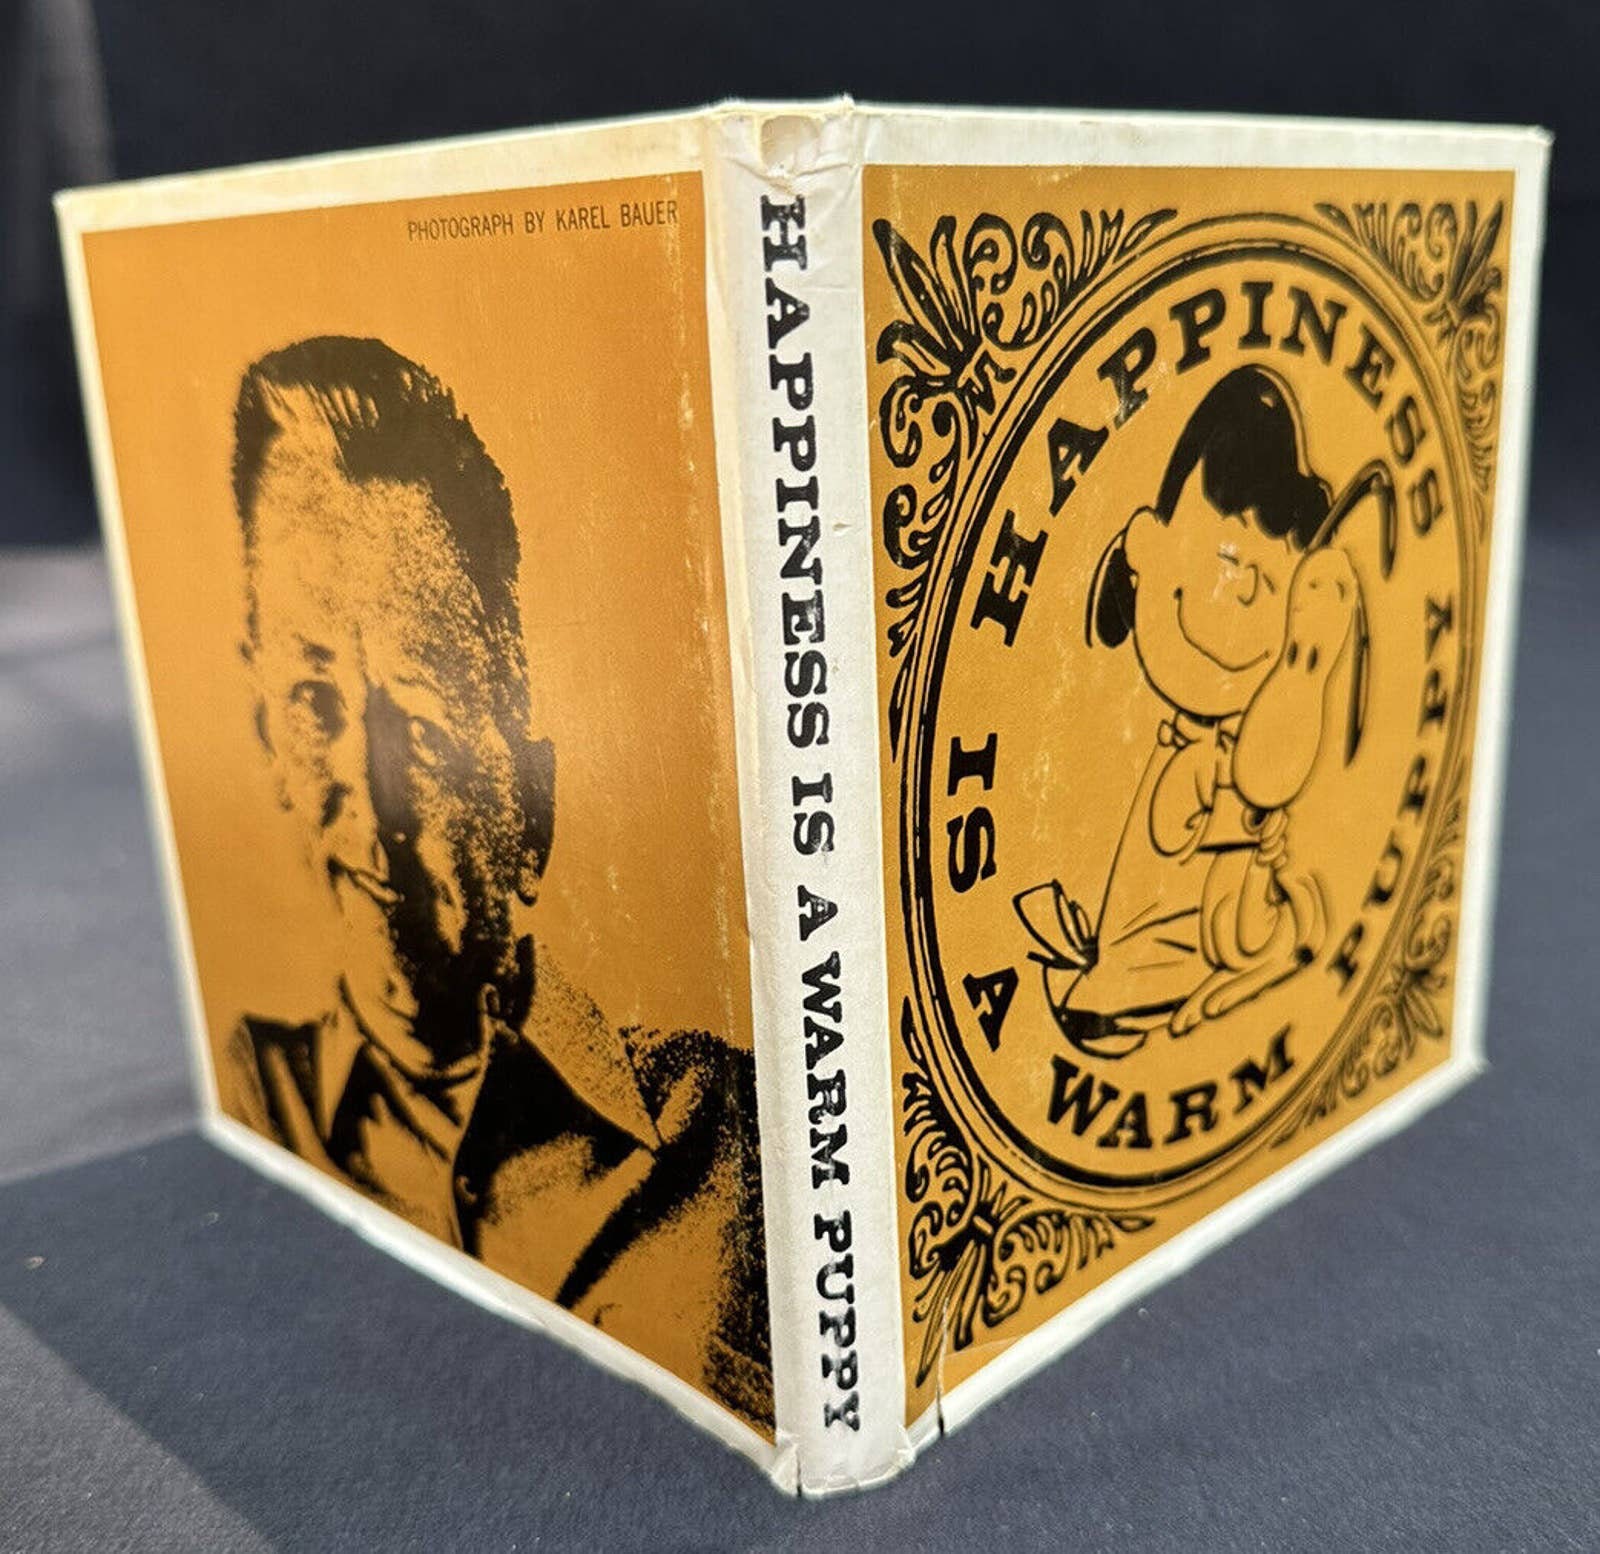 PHOTOGRAPH BY KAREL BAUER
HAPPINESS IS A WARM PUPPY
HAPPINESS
IS A WARM PUPPY